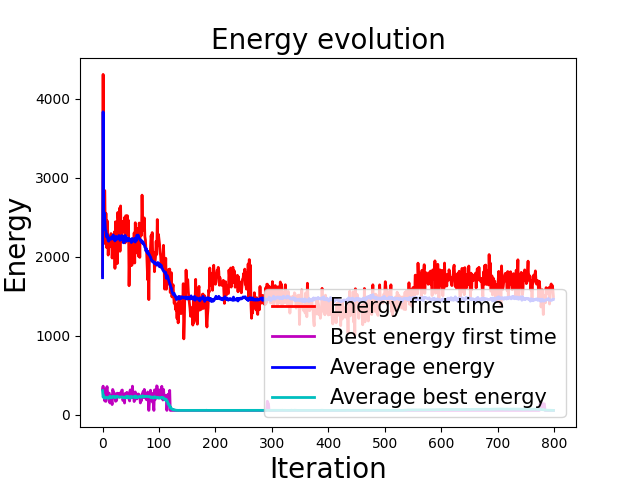 Energy evolution
Energy
4000
3000
2000
1000
0
0 100 200 300 400 500 600 700 800
Iteration
Energy first time
Best energy first time
Average energy
Average best energy